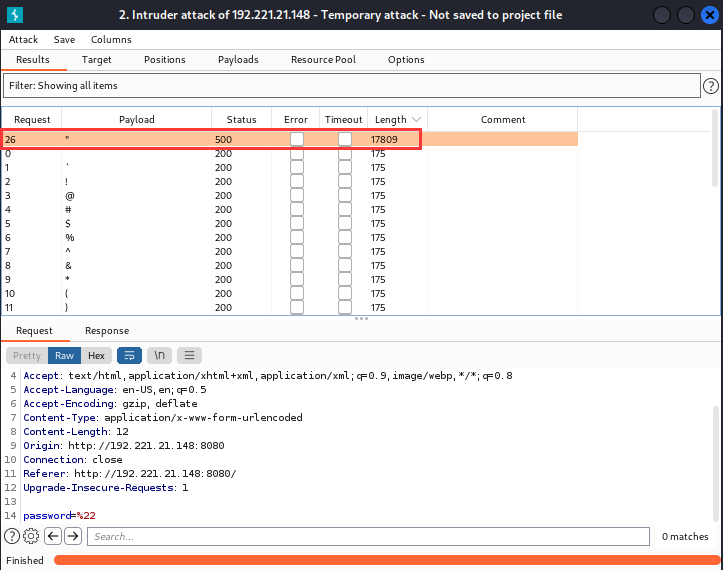 2. Intruder attack of 192.221.21.148 - Temporary attack - Not saved to project file
Attack Save Columns
Results Target Positions Payloads Resource Pool Options
Filter: Showing all items
Request Payload Status Error Timeout Length Comment
26 " 500 17809
0 200 175
1 ` 200 175
2 ! 200 175
3 @ 200 175
4 # 200 175
5 $ 200 175
6 % 200 175
7 ^ 200 175
8 & 200 175
9 * 200 175
10 ( 200 175
11 ) 200 175
Request Response
Pretty Raw Hex \n
4 Accept: text/html,application/xhtml+xml,application/xml;q=0.9,image/webp,*/*;q=0.8
5 Accept-Language: en-US,en;q=0.5
6 Accept-Encoding: gzip, deflate
7 Content-Type: application/x-www-form-urlencoded
8 Content-Length: 12
9 Origin: http://192.221.21.148:8080
10 Connection: close
11 Referer: http://192.221.21.148:8080/
12 Upgrade-Insecure-Requests: 1
13
14 password=%22
Search... 0 matches
Finished